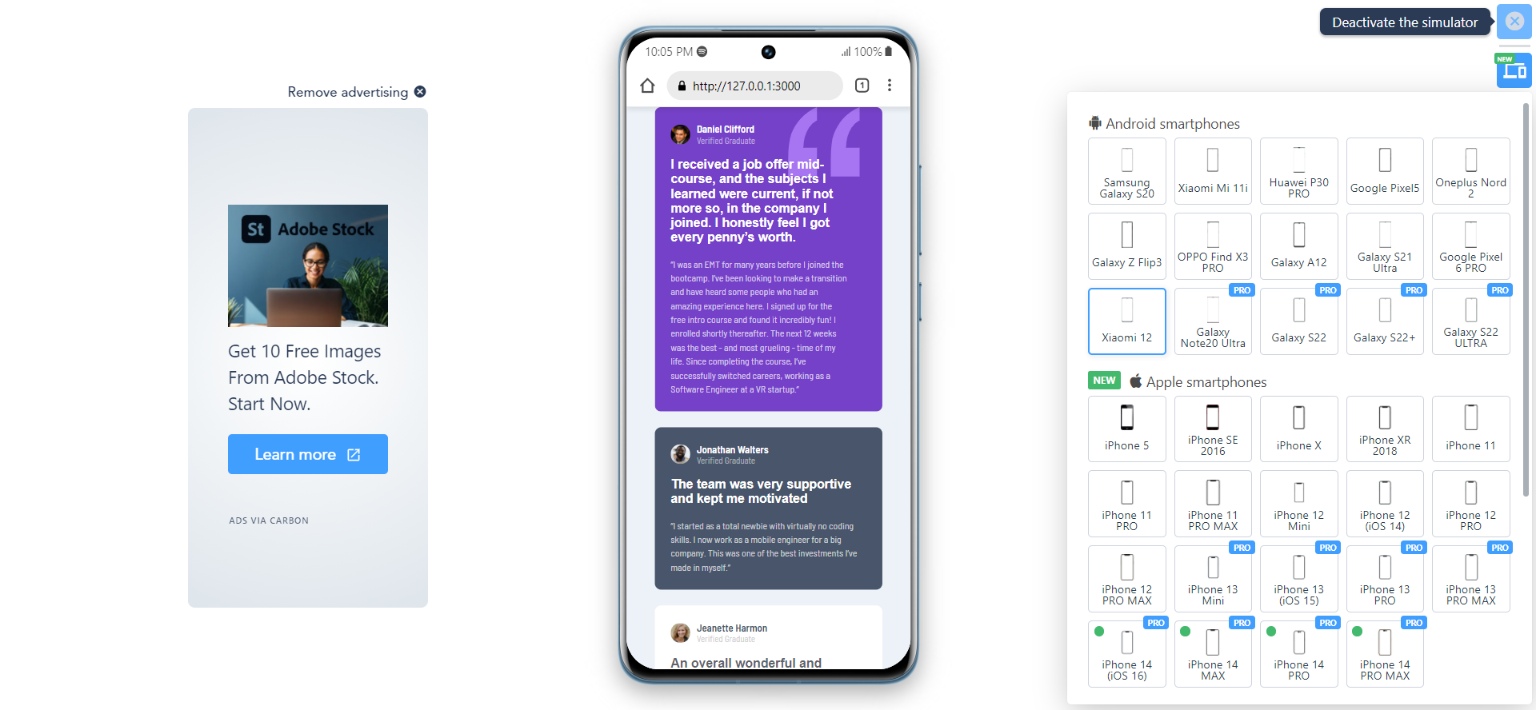 Deactivate the simulator
NEW
Remove advertising
St Adobe Stock
Get 10 Free Images
From Adobe Stock.
Start Now.
Learn more
ADS VIA CARBON
10:05 PM
100%
http://127.0.0.1:3000
1
Daniel Clifford
Verified Graduate
I received a job offer mid-
course, and the subjects I
learned were current, if not
more so, in the company I
joined. I honestly feel I got
every penny’s worth.
“I was an EMT for many years before I joined the
bootcamp. I've been looking to make a transition
and have heard some people who had an
amazing experience here. I signed up for the
free intro course and found it incredibly fun! I
enrolled shortly thereafter. The next 12 weeks
was the best - and most grueling - time of my
life. Since completing the course, I've
successfully switched careers, working as a
Software Engineer at a VR startup.”
Jonathan Walters
Verified Graduate
The team was very supportive
and kept me motivated
“I started as a total newbie with virtually no coding
skills. I now work as a mobile engineer for a big
company. This was one of the best investments I've
made in myself.”
Jeanette Harmon
Verified Graduate
An overall wonderful and
Android smartphones
Samsung
Galaxy S20
Xiaomi Mi 11i
Huawei P30
PRO
Google Pixel5
Oneplus Nord
2
Galaxy Z Flip3
OPPO Find X3
PRO
Galaxy A12
Galaxy S21
Ultra
Google Pixel
6 PRO
Xiaomi 12
PRO
Galaxy
Note20 Ultra
PRO
Galaxy S22
PRO
Galaxy S22+
PRO
Galaxy S22
ULTRA
NEW Apple smartphones
iPhone 5
iPhone SE
2016
iPhone X
iPhone XR
2018
iPhone 11
iPhone 11
PRO
iPhone 11
PRO MAX
iPhone 12
Mini
iPhone 12
(iOS 14)
iPhone 12
PRO
iPhone 12
PRO MAX
PRO
iPhone 13
Mini
PRO
iPhone 13
(iOS 15)
PRO
iPhone 13
PRO
PRO
iPhone 13
PRO MAX
PRO
iPhone 14
(iOS 16)
PRO
iPhone 14
MAX
PRO
iPhone 14
PRO
PRO
iPhone 14
PRO MAX